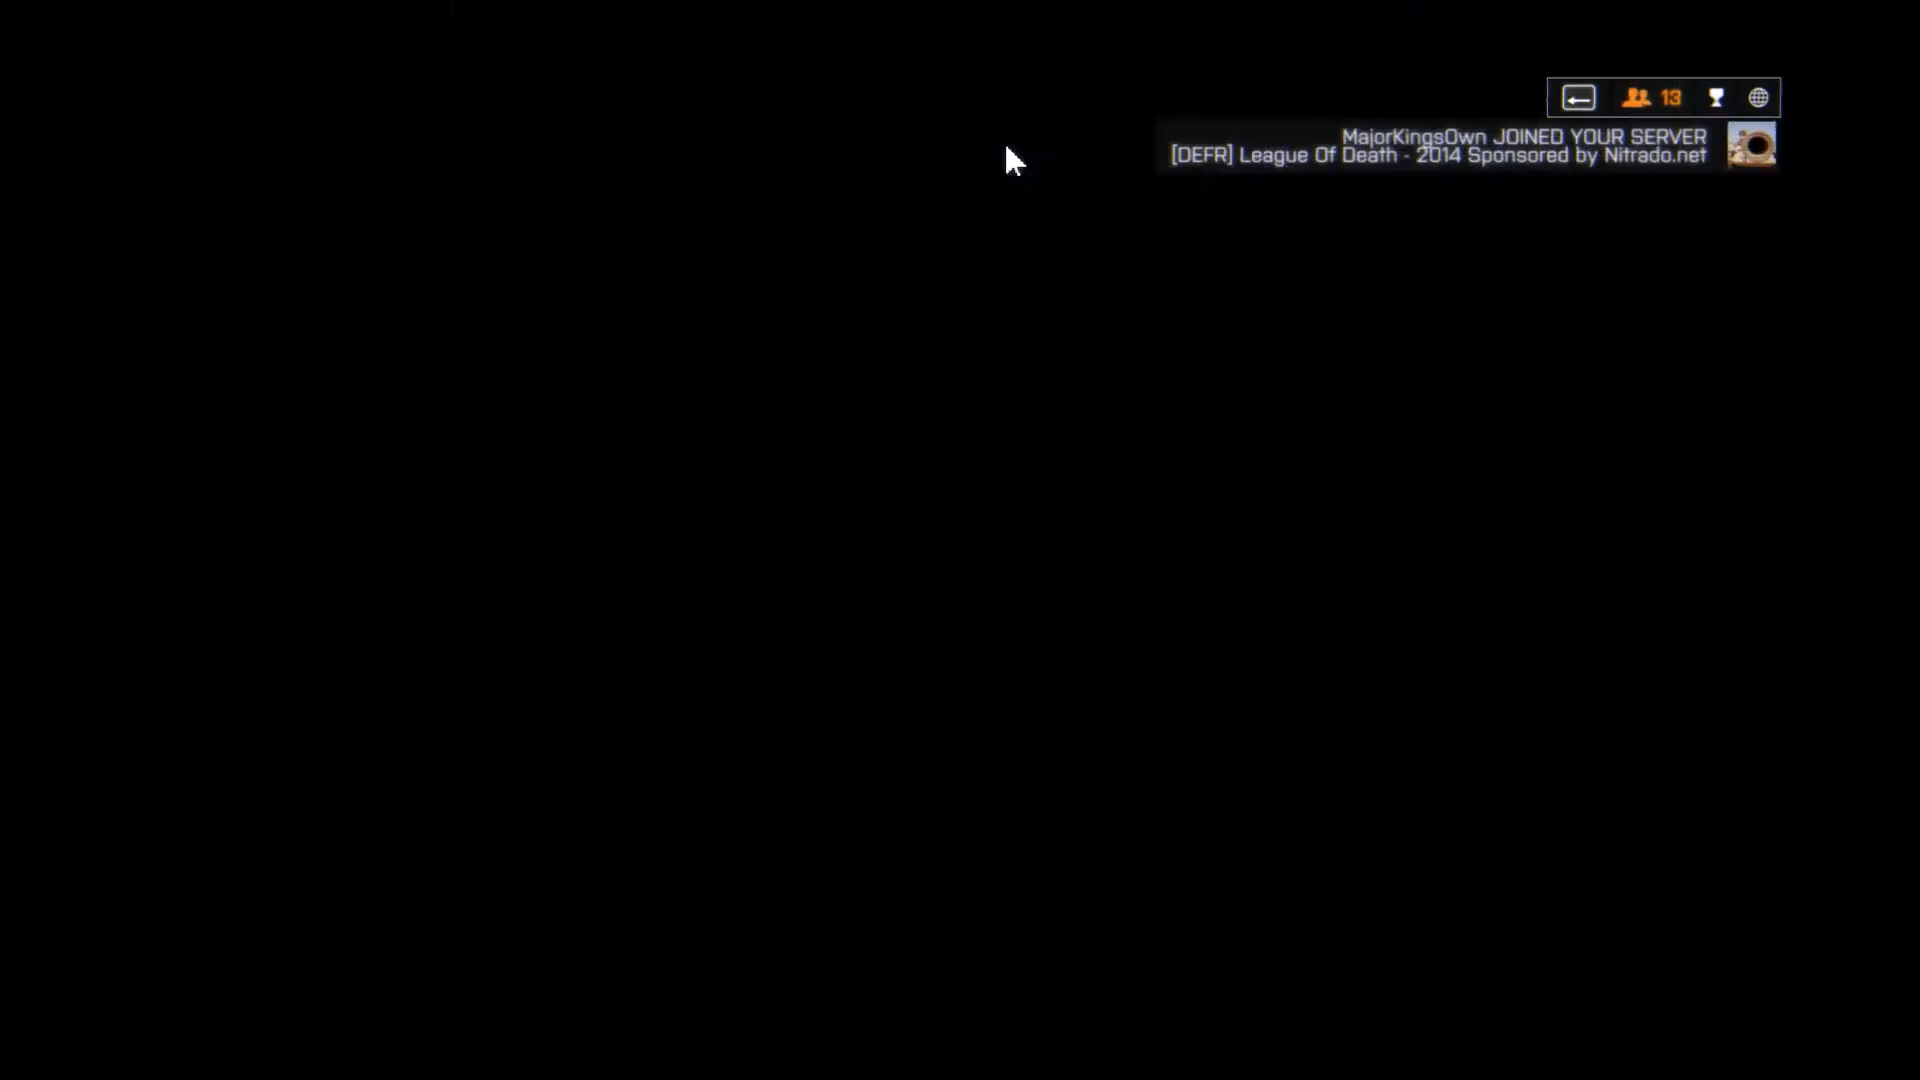 13
MajorKingsOwn JOINED YOUR SERVER
[DEFR] League Of Death - 2014 Sponsored by Nitrado.net